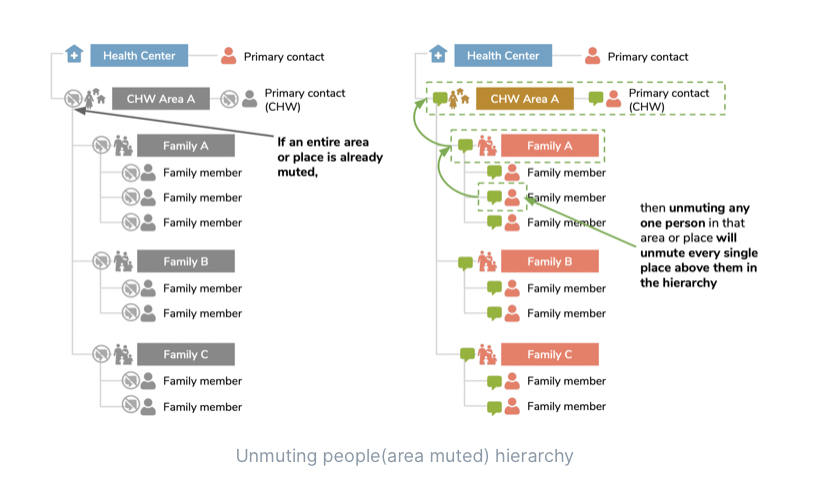 Health Center
Primary contact
CHW Area A
Primary contact
(CHW)
If an entire area
or place is already
muted,
Family A
Family member
Family member
Family member
Family B
Family member
Family member
Family C
Family member
Family member
Health Center
Primary contact
CHW Area A
Primary contact
(CHW)
Family A
Family member
Family member
Family member
then unmuting any
one person in that
area or place will
unmute every single
place above them in
the hierarchy
Family B
Family member
Family member
Family C
Family member
Family member
Unmuting people(area muted) hierarchy